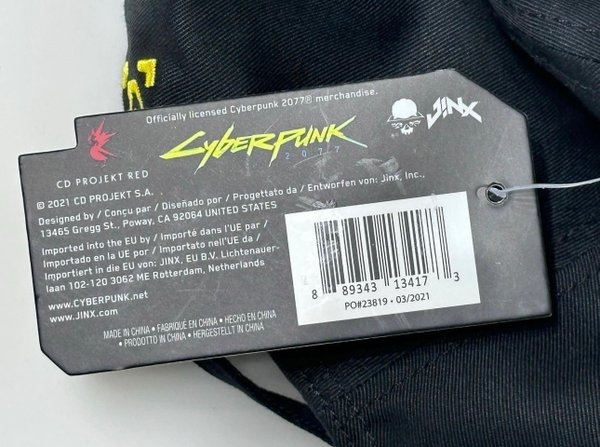 Officially licensed Cyberpunk 2077® merchandise.
CYBERPUNK
2077
J!NX
CD PROJEKT RED
© 2021 CD PROJEKT S.A.
Designed by / Conçu par / Diseñado por / Progettato da / Entworfen von: Jinx, Inc.,
13465 Gregg St., Poway, CA 92064 UNITED STATES
Imported into the EU by / Importé dans l'UE par /
Importado en la UE por / Importato nell'UE da /
Importiert in die EU von: JINX, EU B.V. Lichtenauer-
laan 102-120 3062 ME Rotterdam, Netherlands
www.CYBERPUNK.net
www.JINX.com
MADE IN CHINA • FABRIQUÉ EN CHINA • HECHO EN CHINA
• PRODOTTO IN CHINA • HERGESTELLT IN CHINA
8 89343 13417 3
PO#23819 • 03/2021